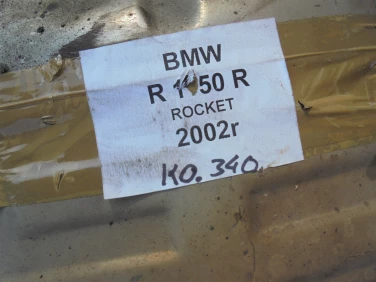 BMW
R 1150 R
ROCKET
2002r
KO. 340,